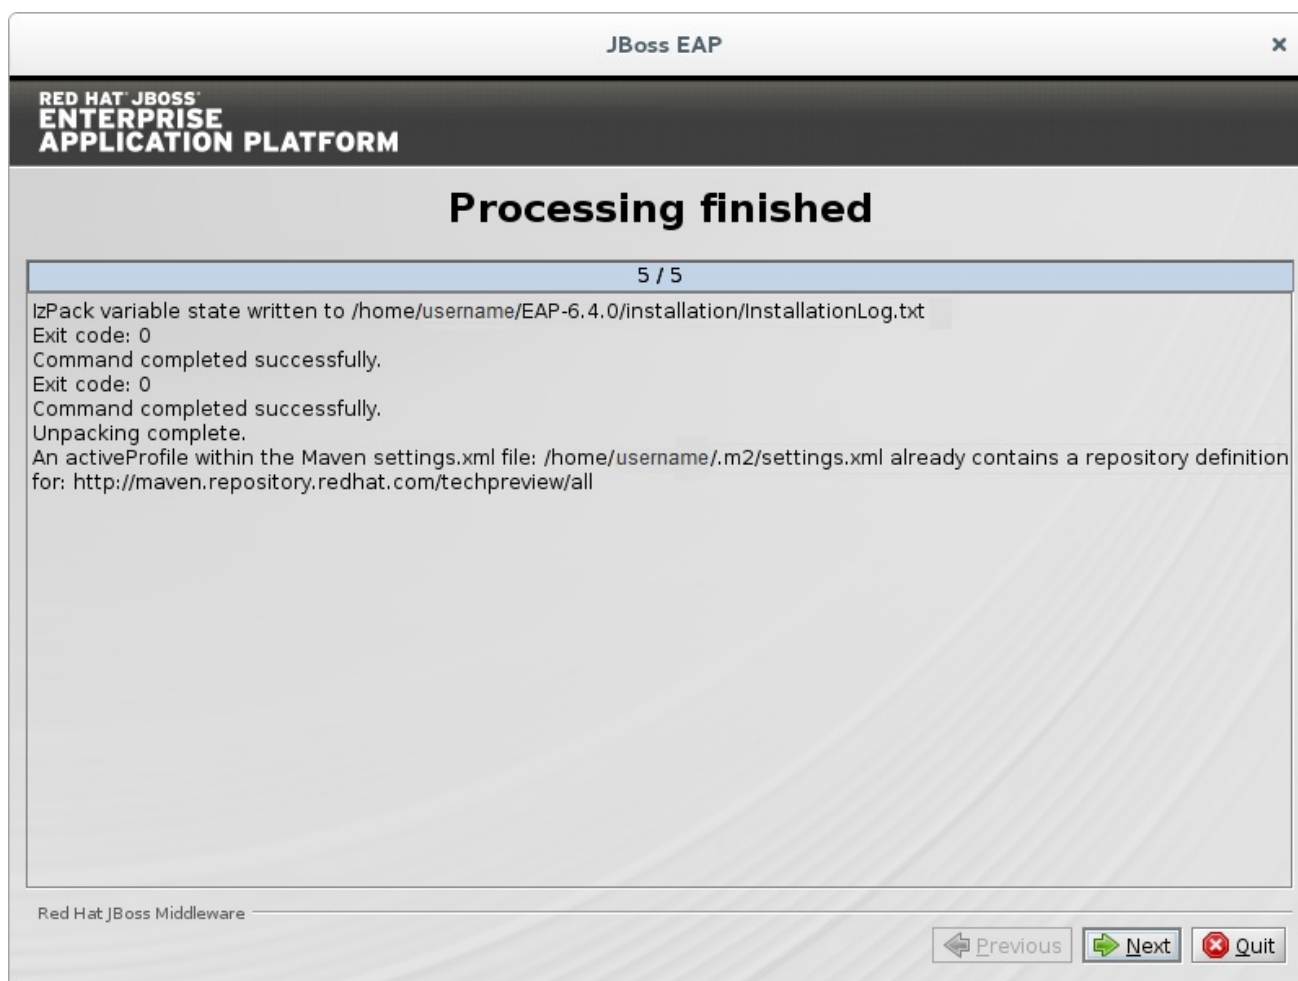 JBoss EAP
RED HAT JBOSS
ENTERPRISE
APPLICATION PLATFORM
Processing finished
5 / 5
IzPack variable state written to /home/username/EAP-6.4.0/installation/InstallationLog.txt
Exit code: 0
Command completed successfully.
Exit code: 0
Command completed successfully.
Unpacking complete.
An activeProfile within the Maven settings.xml file: /home/username/.m2/settings.xml already contains a repository definition
for: http://maven.repository.redhat.com/techpreview/all
Red Hat JBoss Middleware
Previous Next Quit